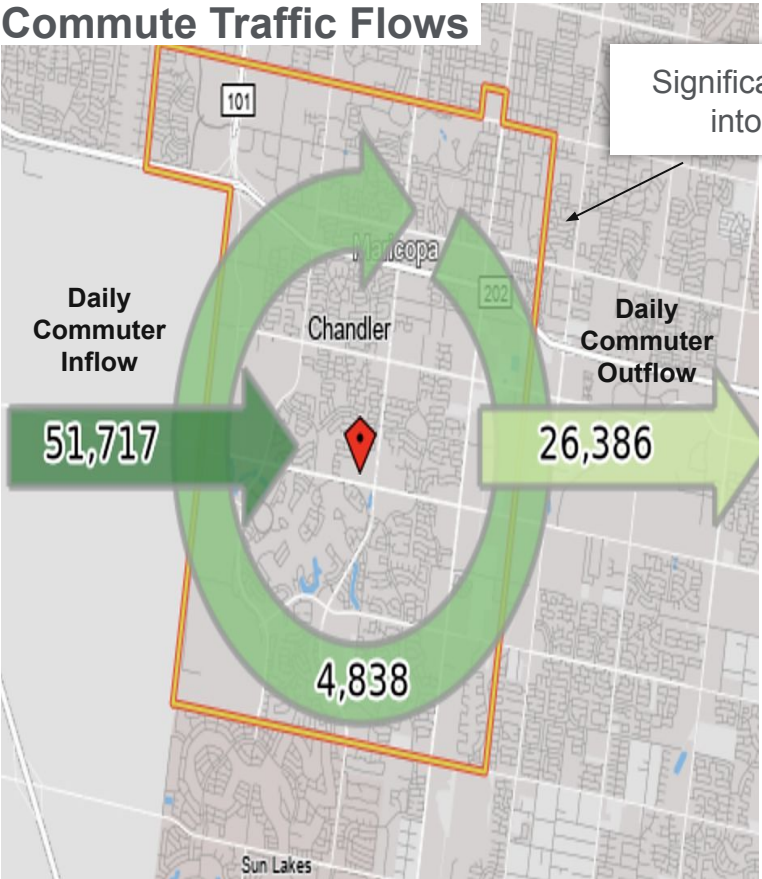 Commute Traffic Flows
101
into
Maricopa
202
Daily
Commuter
Inflow
Chandler
Daily
Commuter
Outflow
51,717
26,386
4,838
Sun Lakes